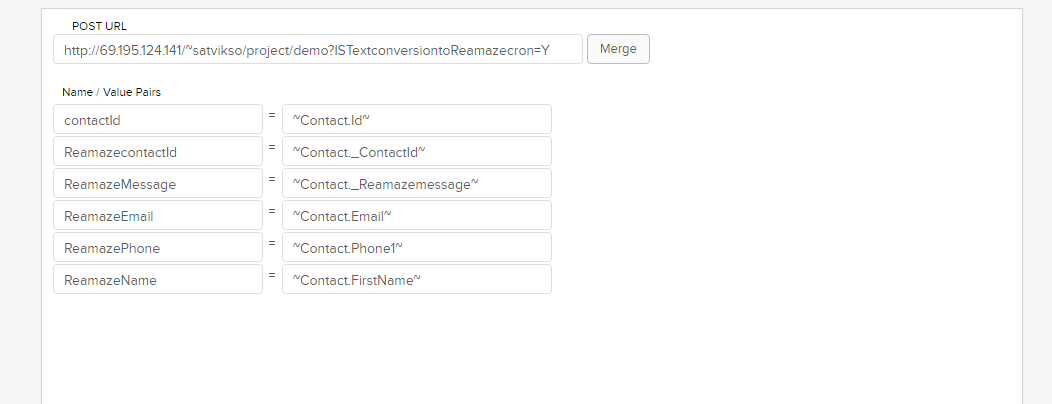 POST URL
http://69.195.124.141/~satvikso/project/demo?ISTextconversiontoReamazecron=Y Merge
Name / Value Pairs
contactId = ~Contact.Id~
ReamazecontactId = ~Contact._ContactId~
ReamazeMessage = ~Contact._Reamazemessage~
ReamazeEmail = ~Contact.Email~
ReamazePhone = ~Contact.Phone1~
ReamazeName = ~Contact.FirstName~